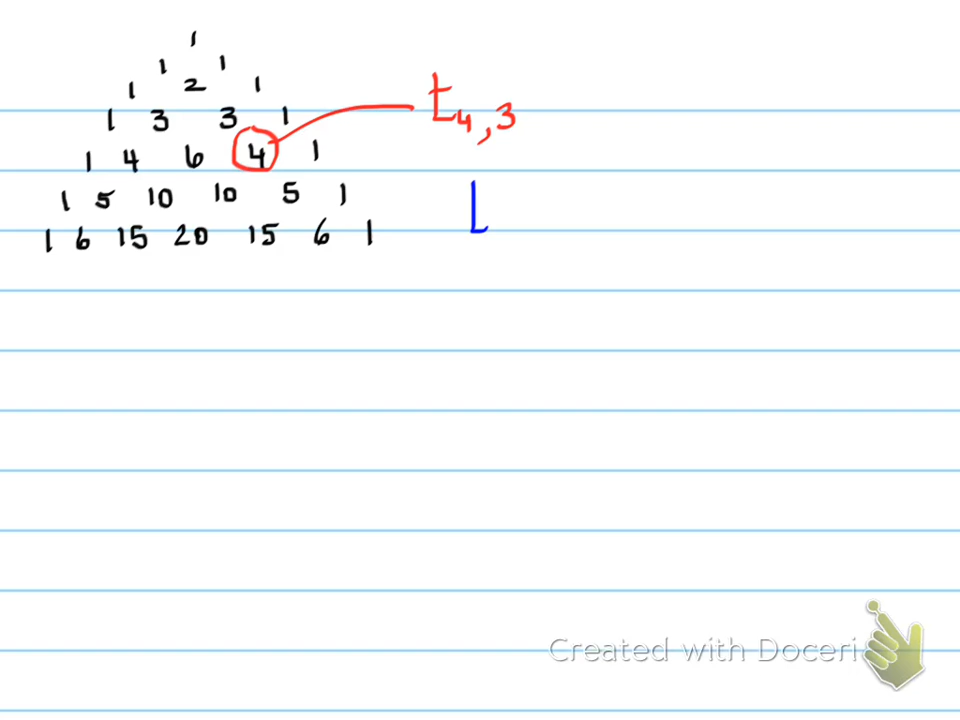 1
1 1
1 2 1
1 3 3 1
1 4 6 4 1
t4,3
1 5 10 10 5 1
1 6 15 20 15 6 1
Created with Doceri